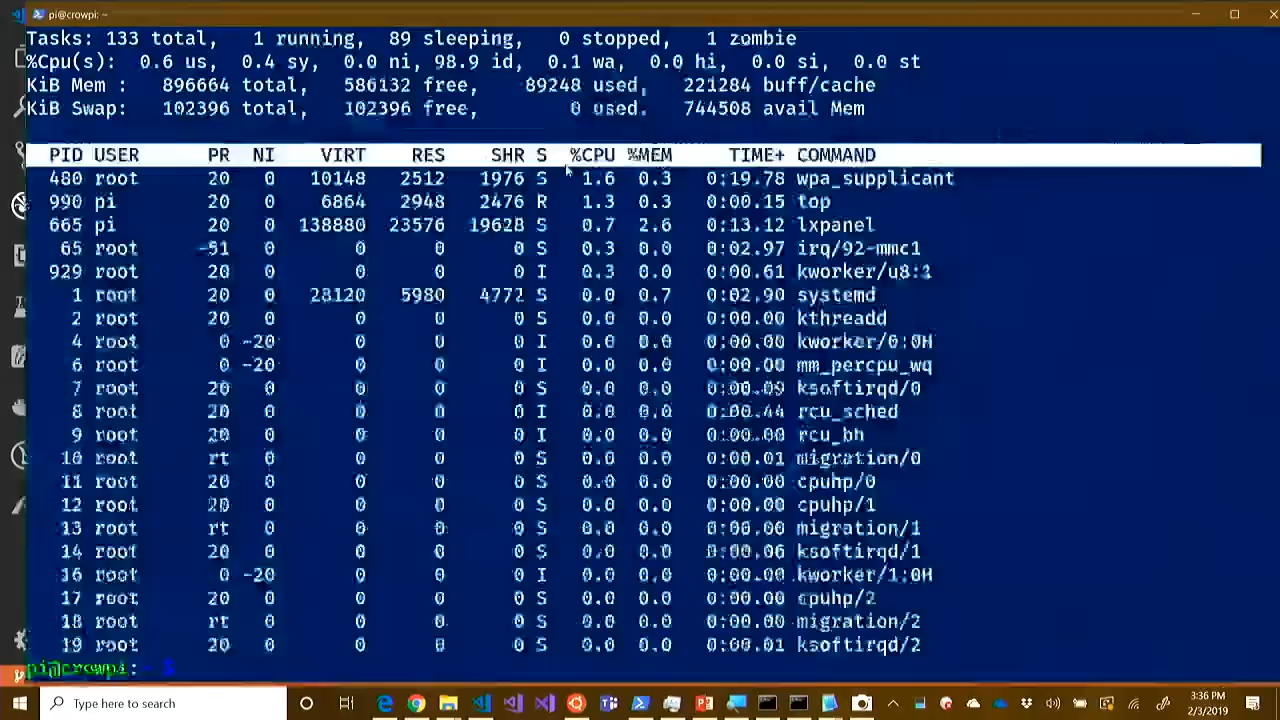 pi@crowpi: ~
Tasks: 133 total, 1 running, 89 sleeping, 0 stopped, 1 zombie
%Cpu(s): 0.6 us, 0.4 sy, 0.0 ni, 98.9 id, 0.1 wa, 0.0 hi, 0.0 si, 0.0 st
KiB Mem : 896664 total, 586132 free, 89248 used, 221284 buff/cache
KiB Swap: 102396 total, 102396 free, 0 used. 744508 avail Mem
PID USER PR NI VIRT RES SHR S %CPU %MEM TIME+ COMMAND
480 root 20 0 10148 2512 1976 S 1.6 0.3 0:19.78 wpa_supplicant
990 pi 20 0 6864 2948 2476 R 1.3 0.3 0:00.15 top
665 pi 20 0 138880 23576 19628 S 0.7 2.6 0:13.12 lxpanel
65 root -51 0 0 0 0 S 0.3 0.0 0:02.97 irq/92-mmc1
929 root 20 0 0 0 0 I 0.3 0.0 0:00.61 kworker/u8:1
1 root 20 0 28120 5980 4772 S 0.0 0.7 0:02.90 systemd
2 root 20 0 0 0 0 S 0.0 0.0 0:00.00 kthreadd
4 root 0 -20 0 0 0 I 0.0 0.0 0:00.00 kworker/0:0H
6 root 0 -20 0 0 0 I 0.0 0.0 0:00.00 mm_percpu_wq
7 root 20 0 0 0 0 S 0.0 0.0 0:00.09 ksoftirqd/0
8 root 20 0 0 0 0 I 0.0 0.0 0:00.44 rcu_sched
9 root 20 0 0 0 0 I 0.0 0.0 0:00.00 rcu_bh
10 root rt 0 0 0 0 S 0.0 0.0 0:00.01 migration/0
11 root 20 0 0 0 0 S 0.0 0.0 0:00.00 cpuhp/0
12 root 20 0 0 0 0 S 0.0 0.0 0:00.00 cpuhp/1
13 root rt 0 0 0 0 S 0.0 0.0 0:00.00 migration/1
14 root 20 0 0 0 0 S 0.0 0.0 0:00.06 ksoftirqd/1
16 root 0 -20 0 0 0 I 0.0 0.0 0:00.00 kworker/1:0H
17 root 20 0 0 0 0 S 0.0 0.0 0:00.00 cpuhp/2
18 root rt 0 0 0 0 S 0.0 0.0 0:00.00 migration/2
19 root 20 0 0 0 0 S 0.0 0.0 0:00.01 ksoftirqd/2
pi@crowpi: ~ $
Type here to search
3:36 PM
2/3/2019